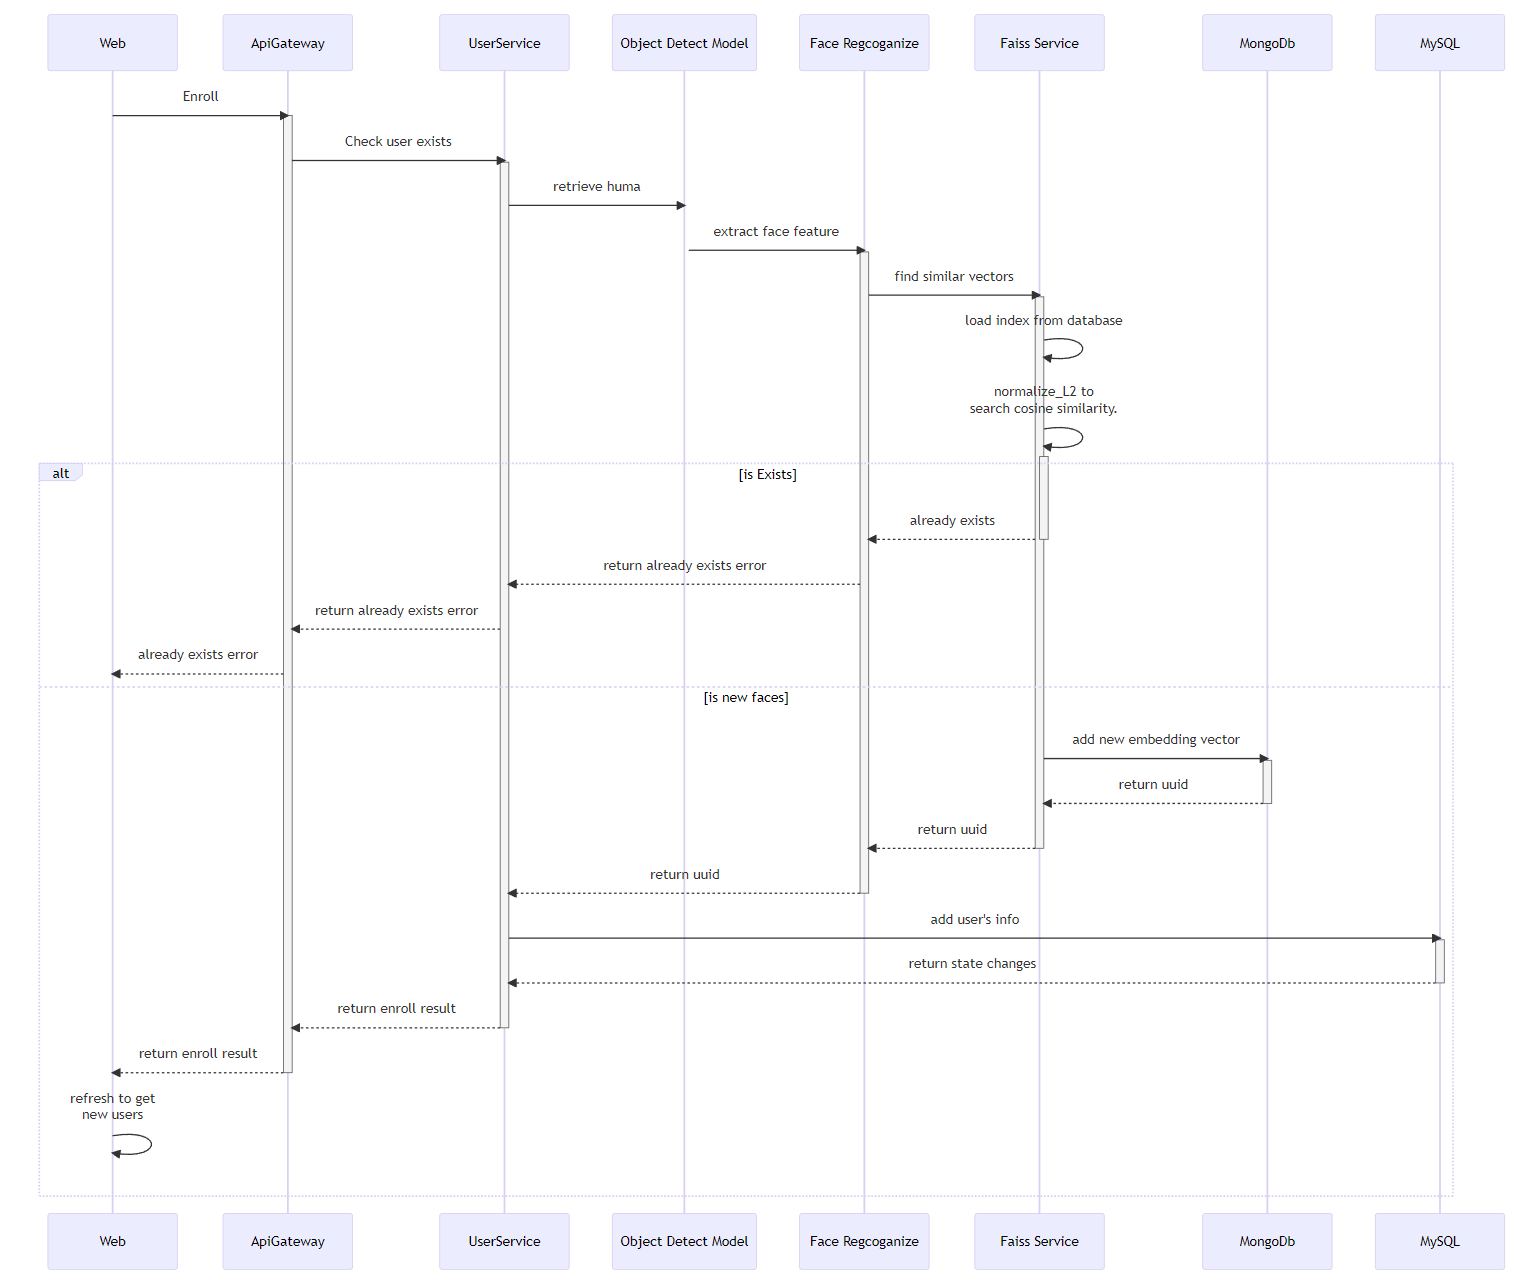 Web
ApiGateway
UserService
Object Detect Model
Face Regcoganize
Faiss Service
MongoDb
MySQL
Enroll
Check user exists
retrieve huma
extract face feature
find similar vectors
load index from database
normalize_L2 to
search cosine similarity.
alt
[is Exists]
already exists
return already exists error
return already exists error
already exists error
[is new faces]
add new embedding vector
return uuid
return uuid
return uuid
add user's info
return state changes
return enroll result
return enroll result
refresh to get
new users
Web
ApiGateway
UserService
Object Detect Model
Face Regcoganize
Faiss Service
MongoDb
MySQL